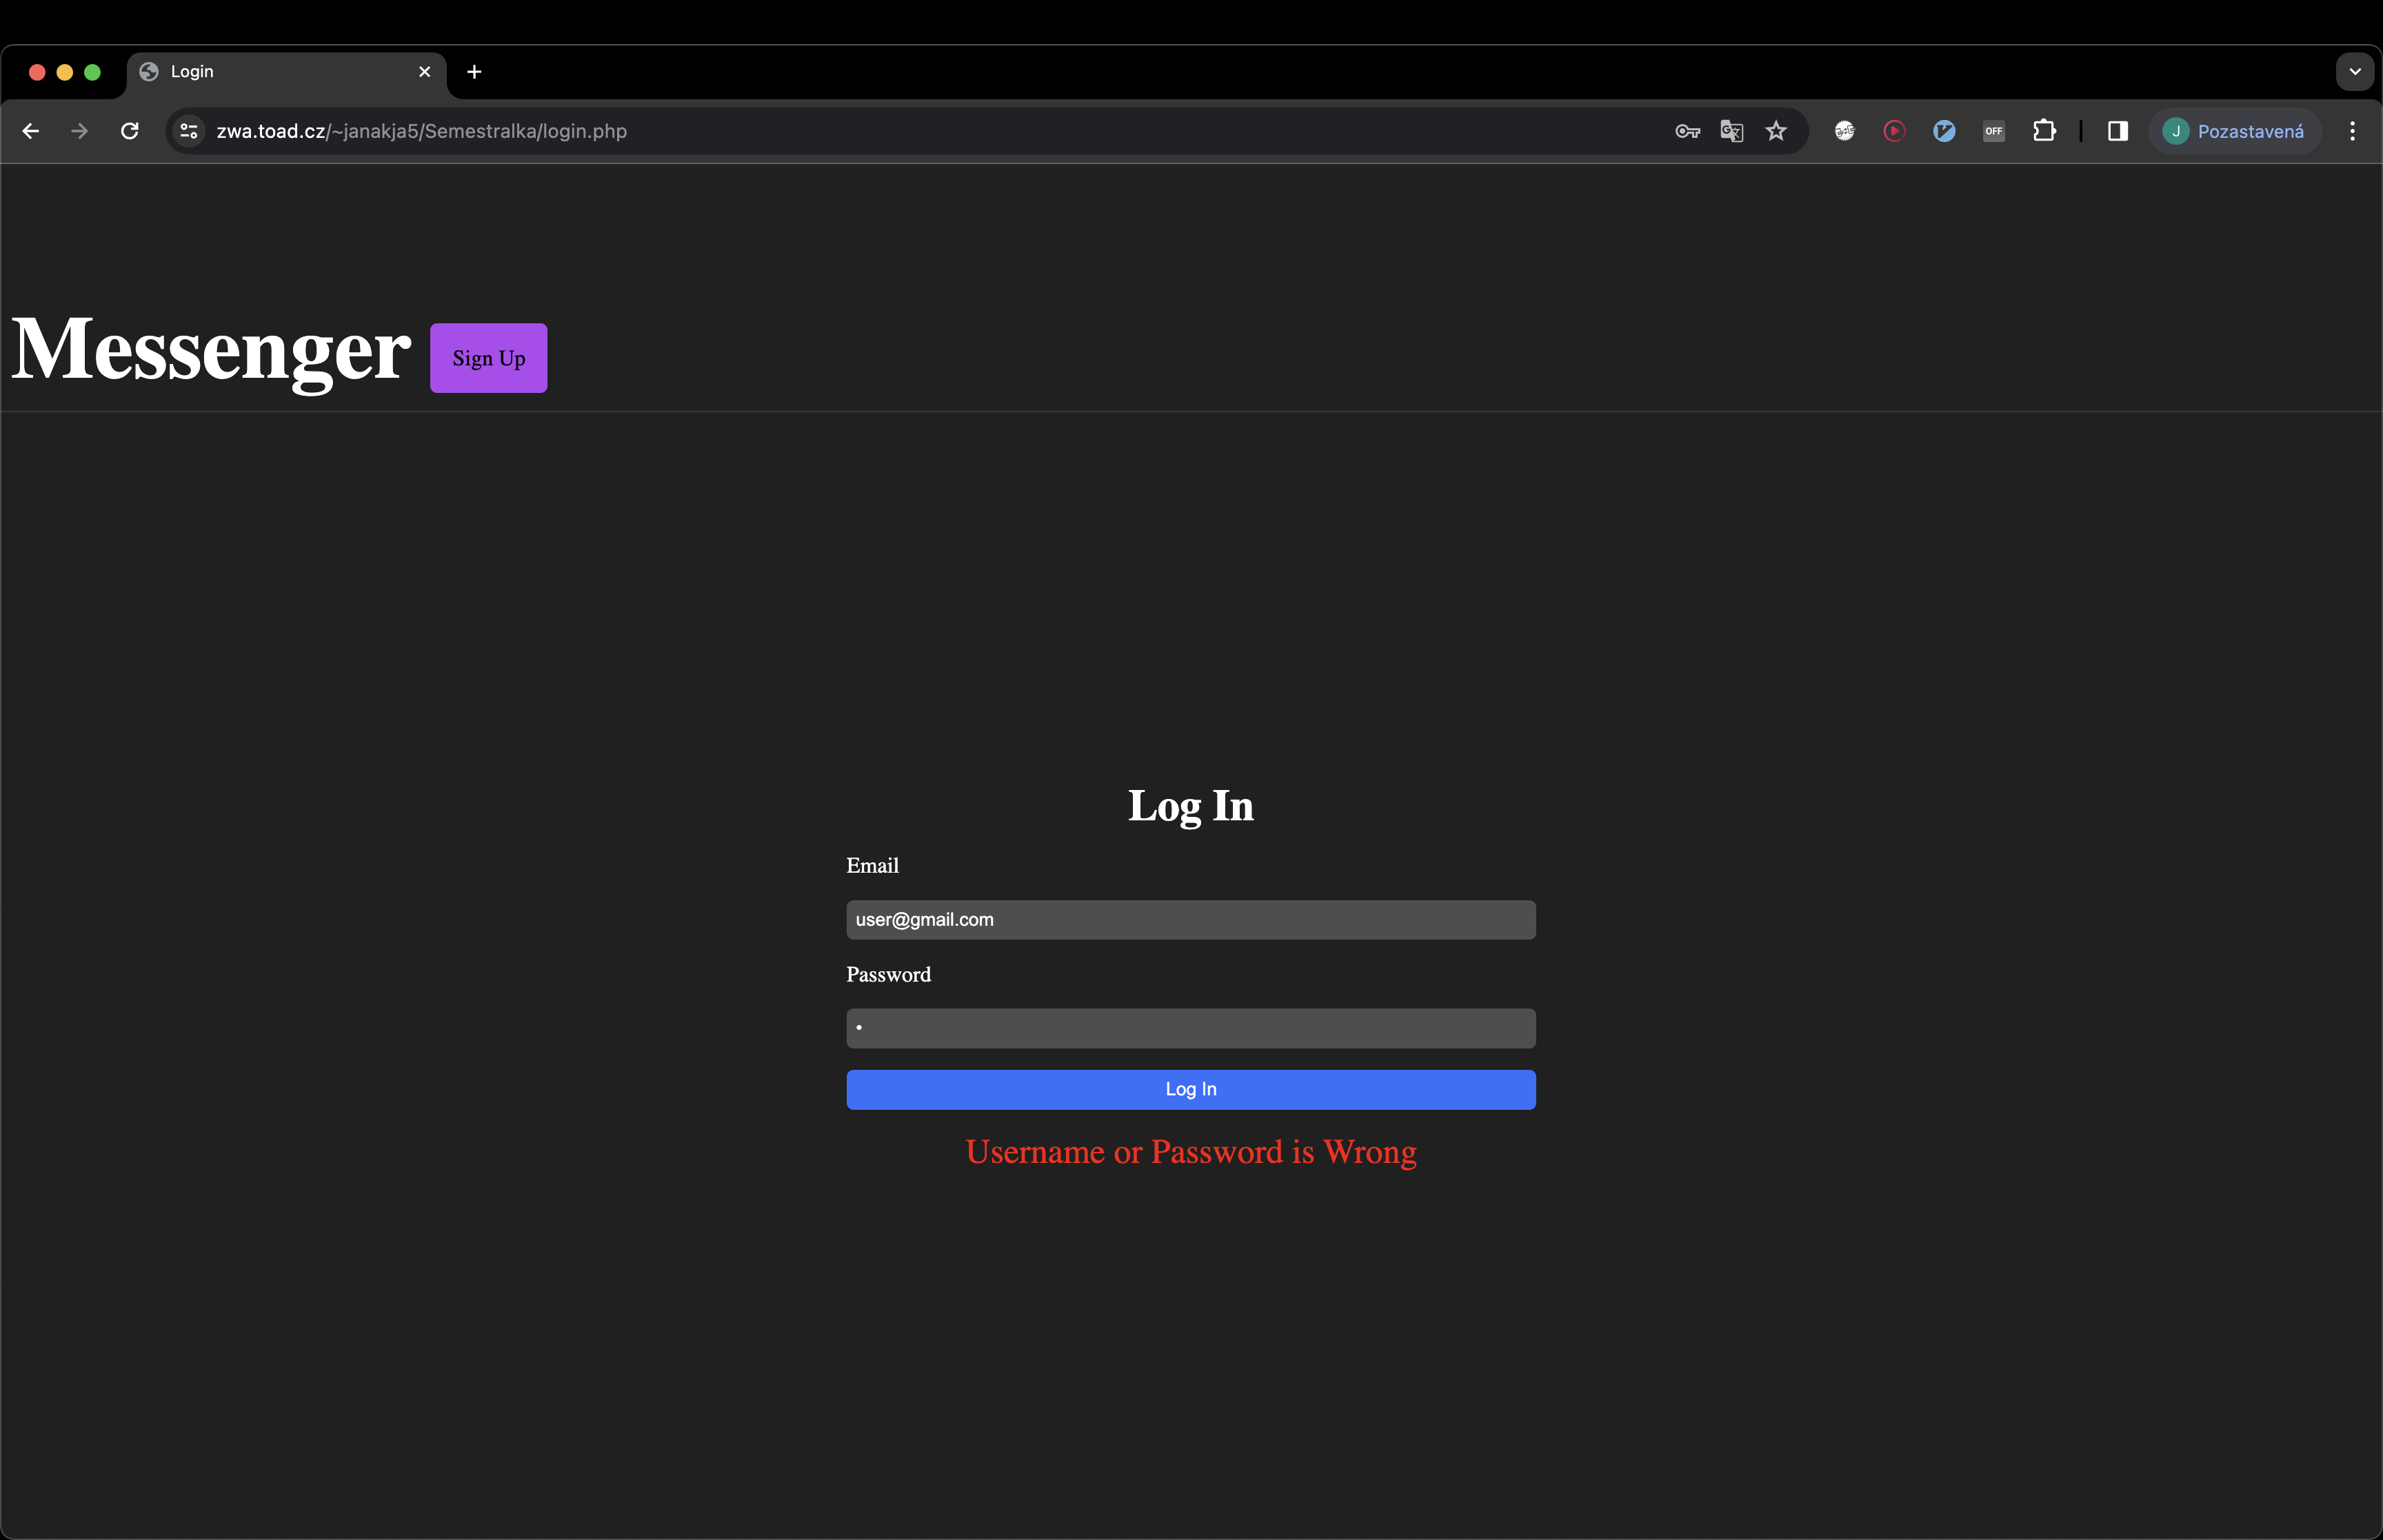 Login
zwa.toad.cz/~janakja5/Semestralka/login.php
OFF
J Pozastavená
Messenger Sign Up
Log In
Email
user@gmail.com
Password
•
Log In
Username or Password is Wrong